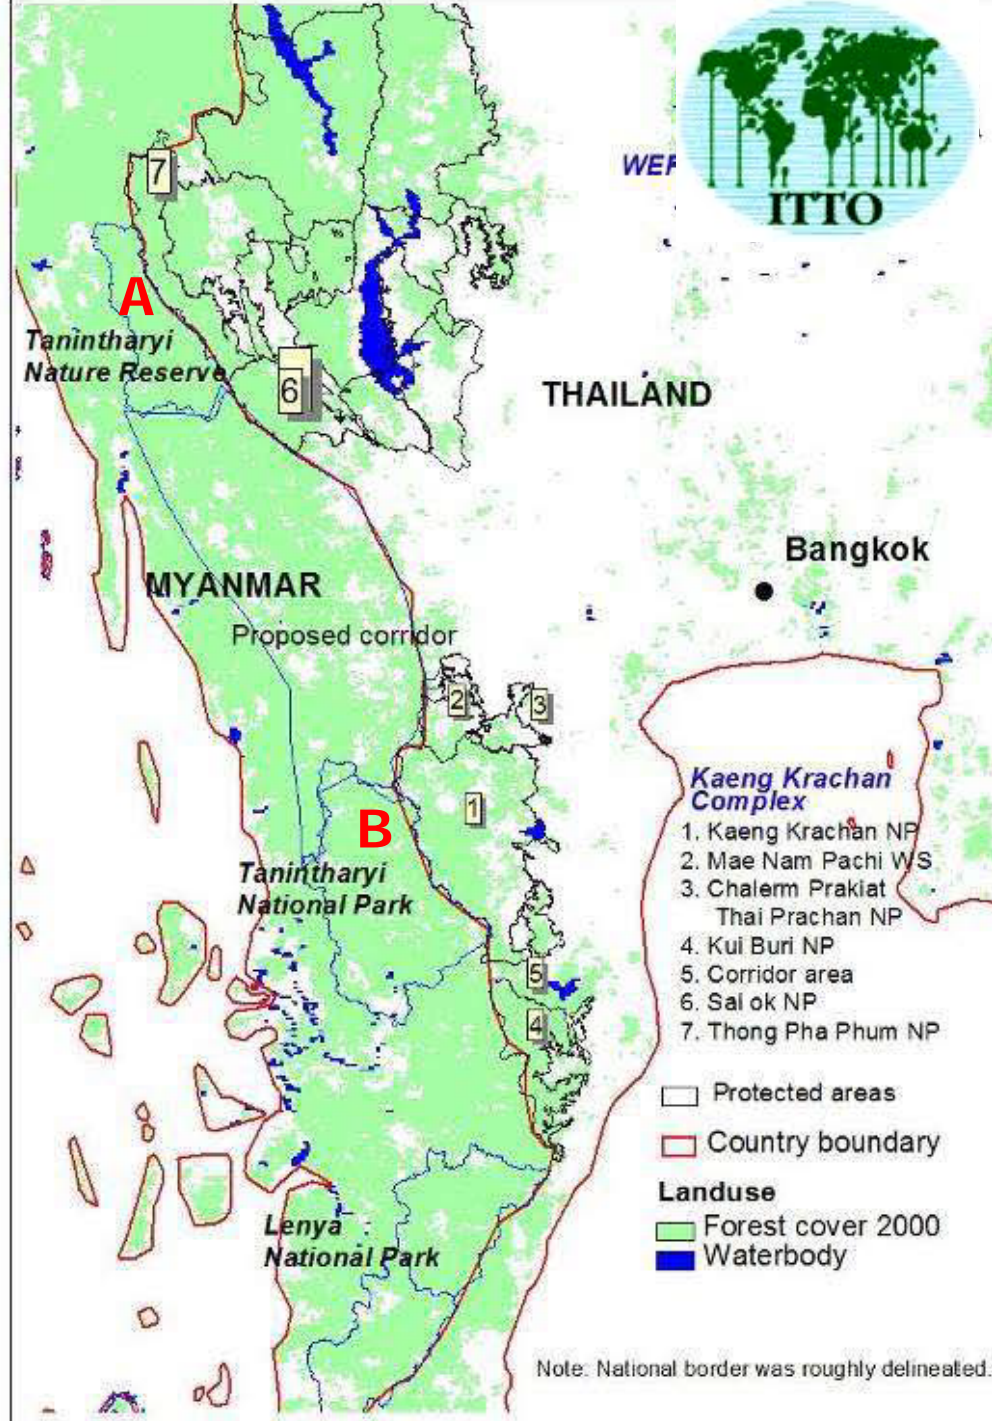 ITTO
WEF
7
A
Tanintharyi
Nature Reserve
6
THAILAND
Bangkok
MYANMAR
Proposed corridor
2
3
1
B
Tanintharyi
National Park
5
4
Kaeng Krachan
Complex
1. Kaeng Krachan NP
2. Mae Nam Pachi WS
3. Chalerm Prakiat
Thai Prachan NP
4. Kui Buri NP
5. Corridor area
6. Sai ok NP
7. Thong Pha Phum NP
Protected areas
Country boundary
Landuse
Forest cover 2000
Waterbody
Lenya
National Park
Note: National border was roughly delineated.